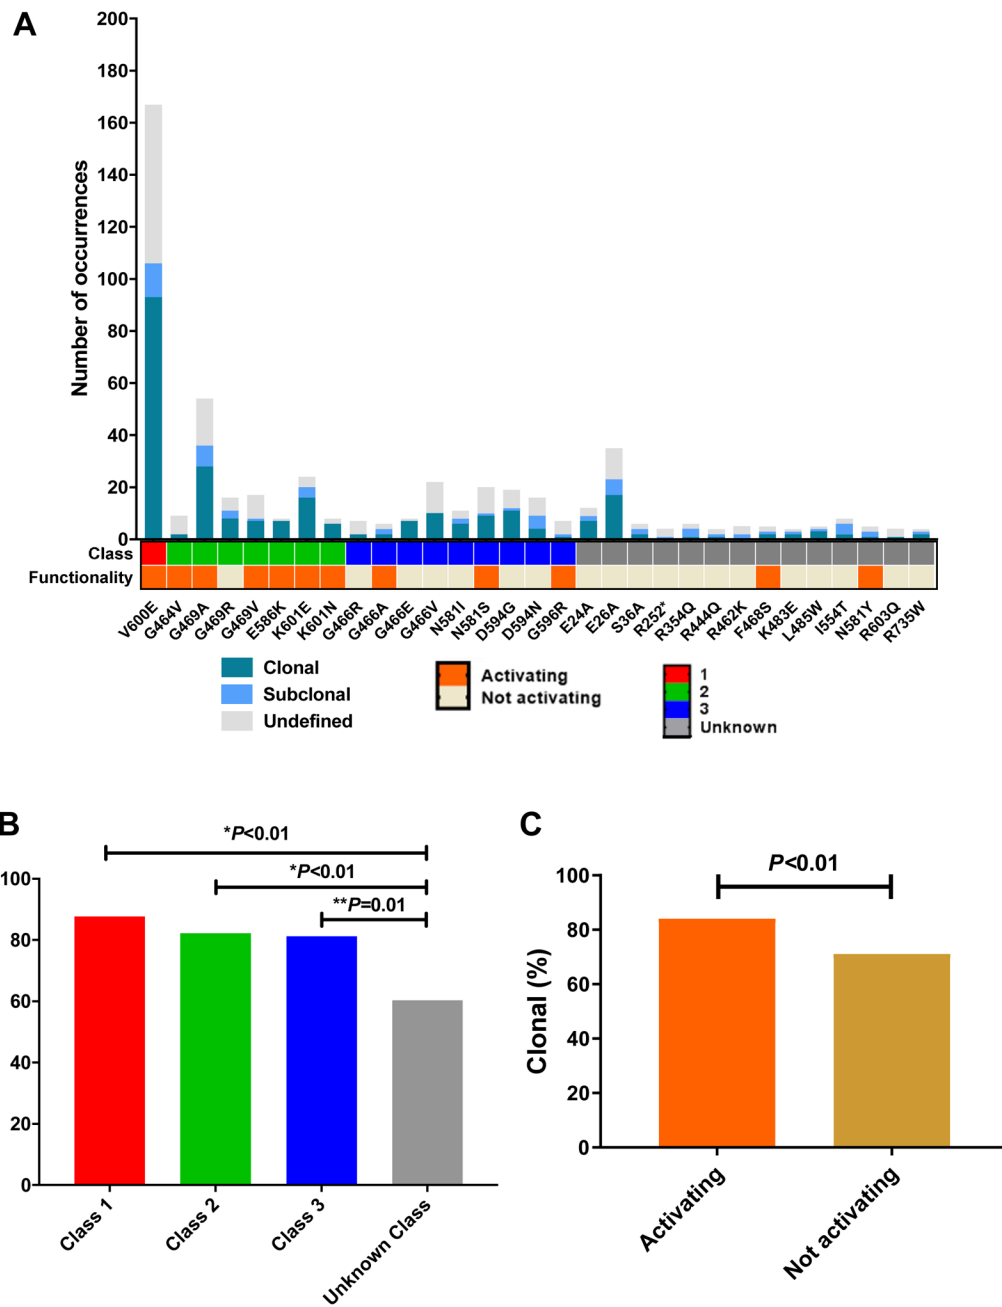 A
Number of occurrences
200
180
160
140
120
100
80
60
40
20
0
Class
Functionality
V600E G464V G469A G469R G469V E586K K601E K601N G466R G466A G466E G466V N581I N581S D594G D594N G596R E24A E26A S36A R252* R354Q R444Q R462K F468S K483E L485W I554T N581Y R603Q R735W
Clonal
Subclonal
Undefined
Activating
Not activating
1
2
3
Unknown
B
*P<0.01
*P<0.01
**P=0.01
100
80
60
40
20
0
Class 1 Class 2 Class 3 Unknown Class
C
P<0.01
Clonal (%)
100
80
60
40
20
0
Activating Not activating